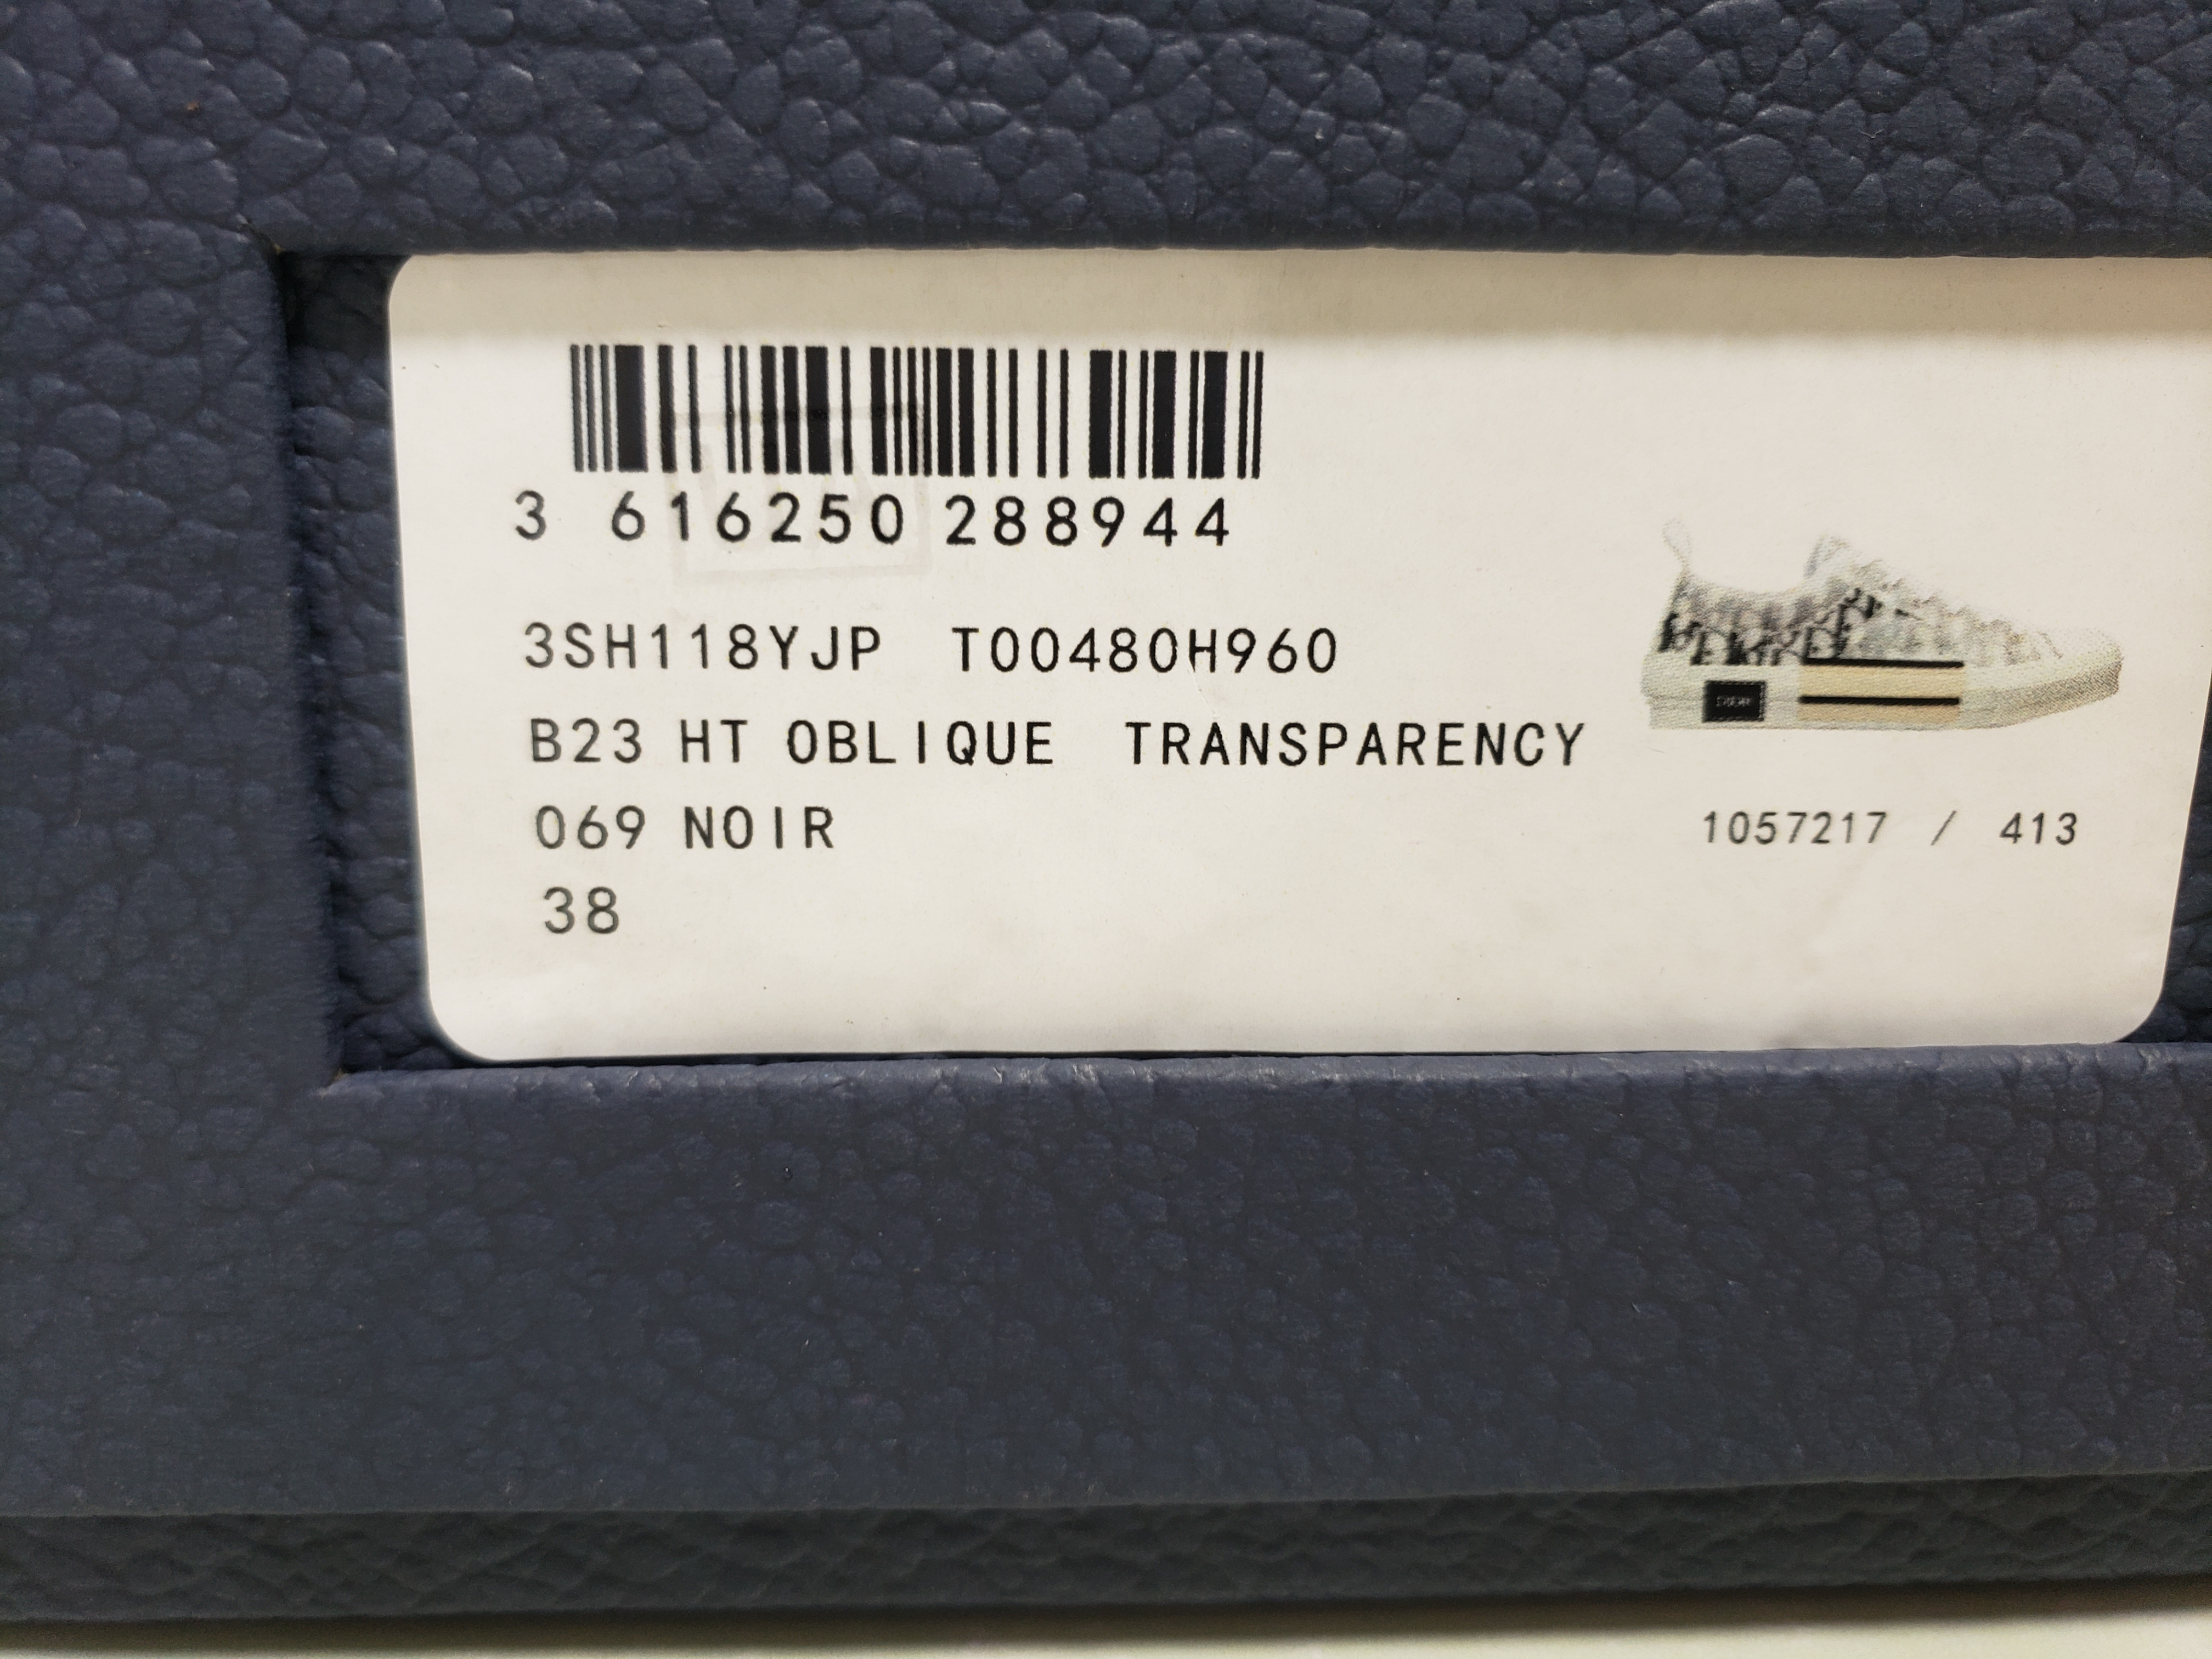 3 616250 288944
3SH118YJP T00480H960
B23 HT OBLIQUE TRANSPARENCY
069 NOIR
38
1057217 / 413